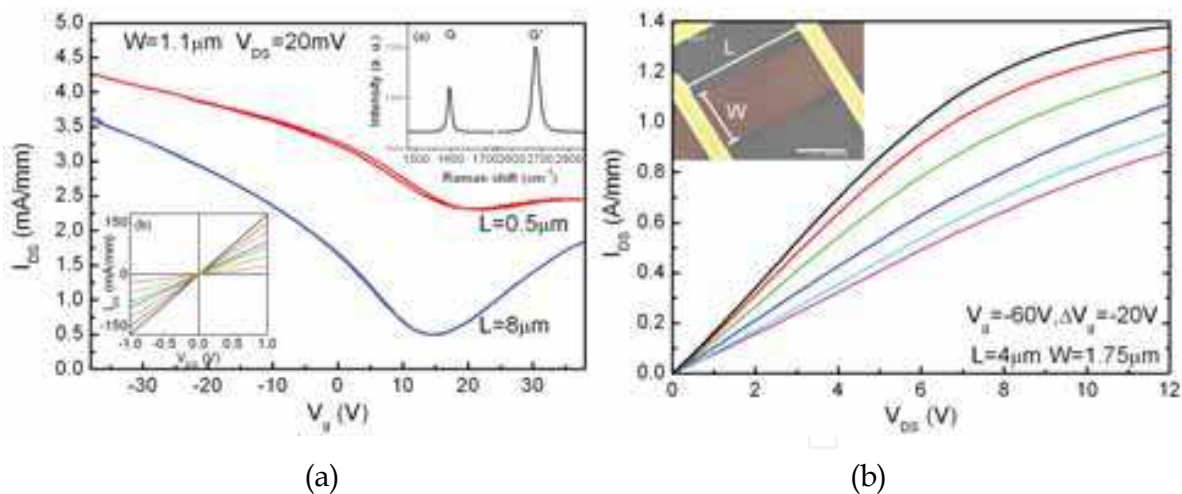 W=1.1μm V_DS=20mV
(a) G G'
Intensity (a. u.)
1500 1600 2700 2800
Raman shift (cm⁻¹)
5.0
4.5
4.0
3.5
3.0
2.5
2.0
1.5
1.0
0.5
0.0
I_DS (mA/mm)
L=0.5μm
L=8μm
150 (b)
0
-150
-1.0 -0.5 0.0 0.5 1.0
I_DS (mA/mm)
-30 -20 -10 0 10 20 30
V_g (V)
(a)
1.4
1.2
1.0
0.8
0.6
0.4
0.2
0.0
I_DS (A/mm)
L
W
V_g=-60V,ΔV_g=-20V
L=4μm W=1.75μm
0 2 4 6 8 10 12
V_DS (V)
(b)